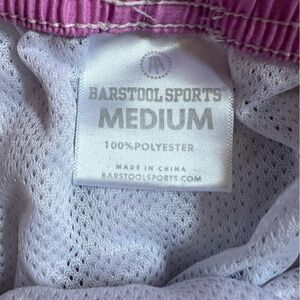 BARSTOOL SPORTS
MEDIUM
100%POLYESTER
MADE IN CHINA
BARSTOOLSPORTS.COM